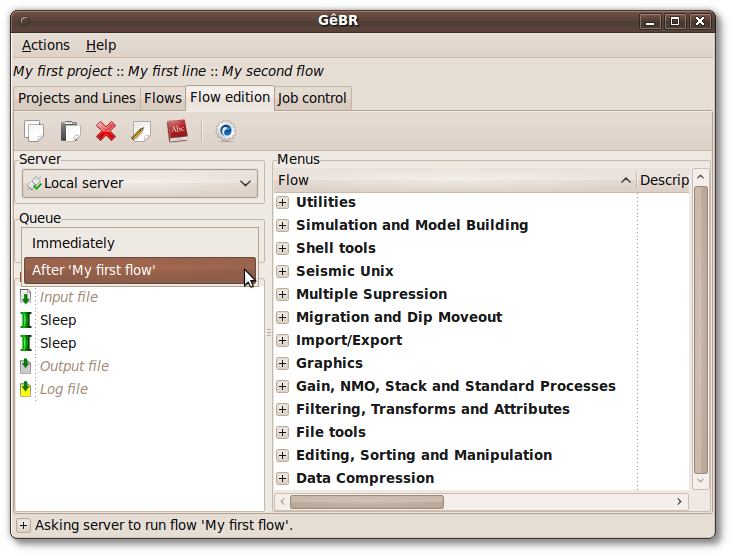 GêBR
Actions Help
My first project :: My first line :: My second flow
Projects and Lines Flows Flow edition Job control
Abc
Server
Local server
Queue
Immediately
After 'My first flow'
Input file
Sleep
Sleep
Output file
Log file
Menus
Flow Descrip
Utilities
Simulation and Model Building
Shell tools
Seismic Unix
Multiple Supression
Migration and Dip Moveout
Import/Export
Graphics
Gain, NMO, Stack and Standard Processes
Filtering, Transforms and Attributes
File tools
Editing, Sorting and Manipulation
Data Compression
Asking server to run flow 'My first flow'.